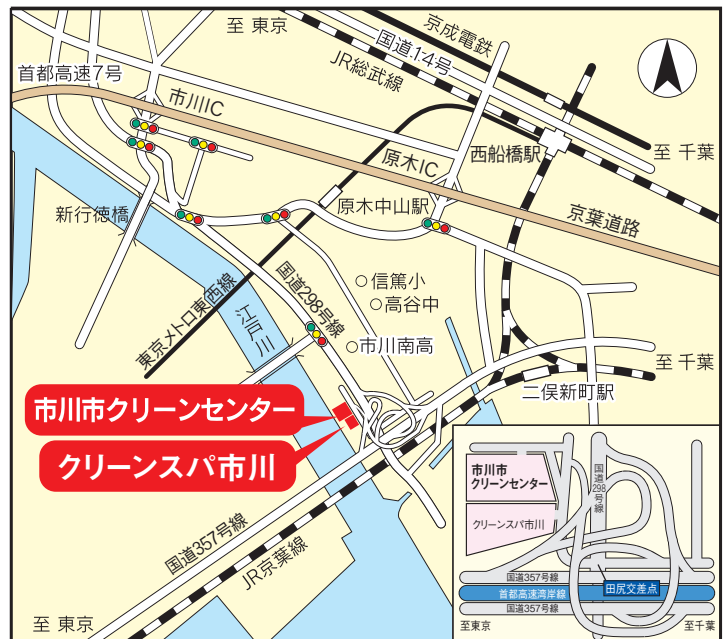 至 東京
京成電鉄
国道14号
JR総武線
首都高速7号
市川IC
原木IC
西船橋駅
至 千葉
新行徳橋
原木中山駅
京葉道路
信篤小
高谷中
国道298号線
江戸川
東京メトロ東西線
市川南高
至 千葉
二俣新町駅
市川市クリーンセンター
クリーンスパ市川
国道357号線
JR京葉線
至 東京
市川市
クリーンセンター
国道298号線
クリーンスパ市川
国道357号線
田尻交差点
首都高速湾岸線
国道357号線
至東京
至千葉